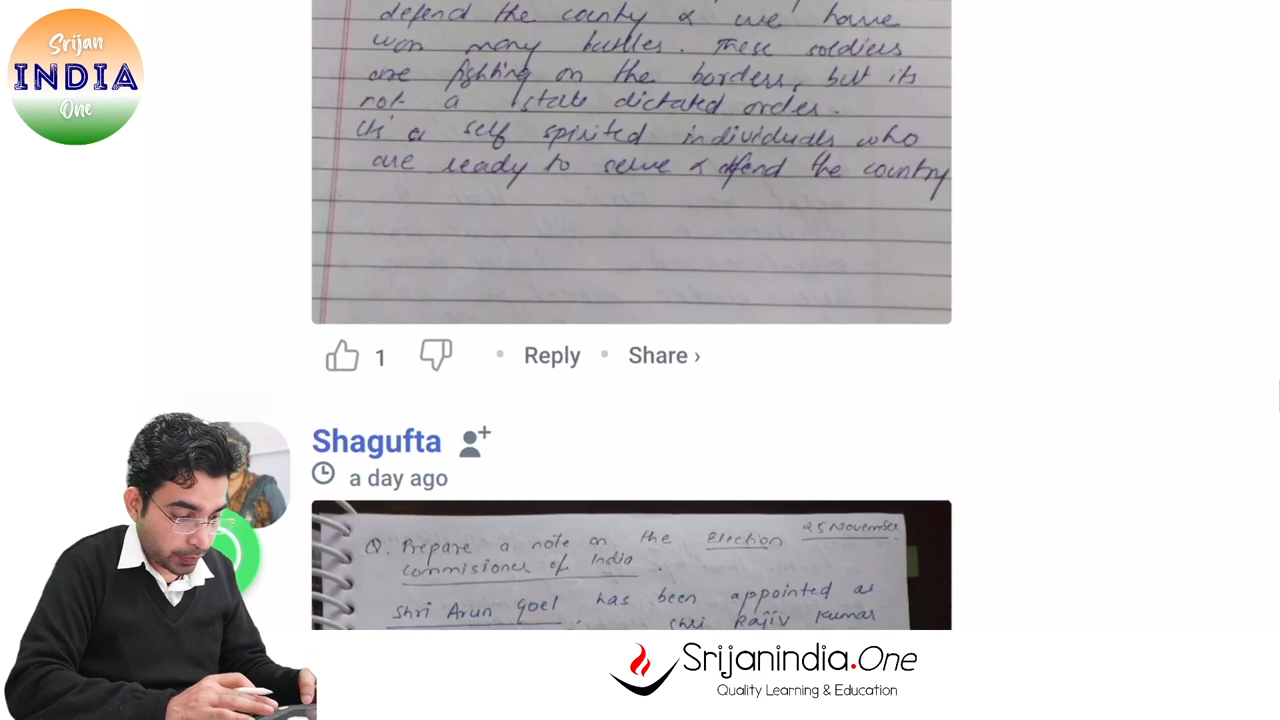 Srijan
INDIA
One
defend the county & we have
won many battles. These soldiers
are fighting on the borders, but its
not a state dictated order.
It's a self spirited individuals who
are ready to serve & defend the country
1 • Reply • Share ›
Shagufta
a day ago
25 November
Q. Prepare a note on the election
commisioner of India.
Shri Arun Goel has been appointed as
Shri Rajiv Kumar
Srijanindia.One
Quality Learning & Education